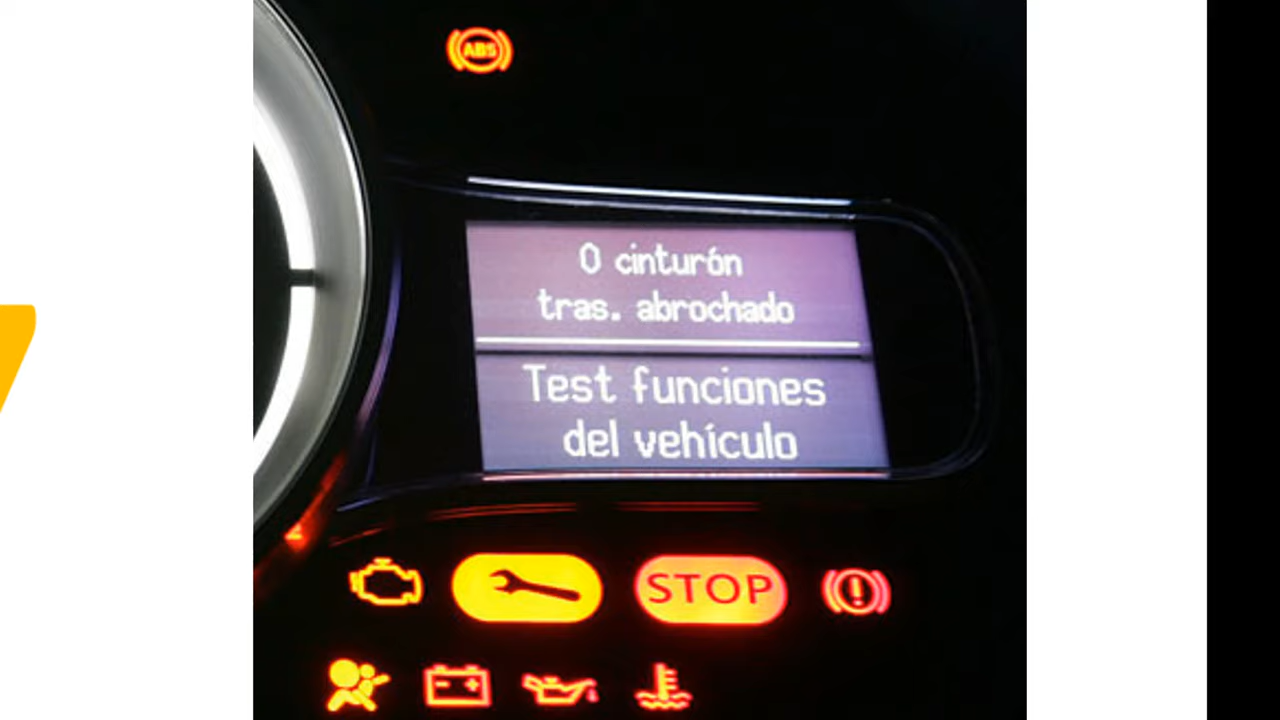 ABS
0 cinturón
tras. abrochado
Test funciones
del vehículo
STOP